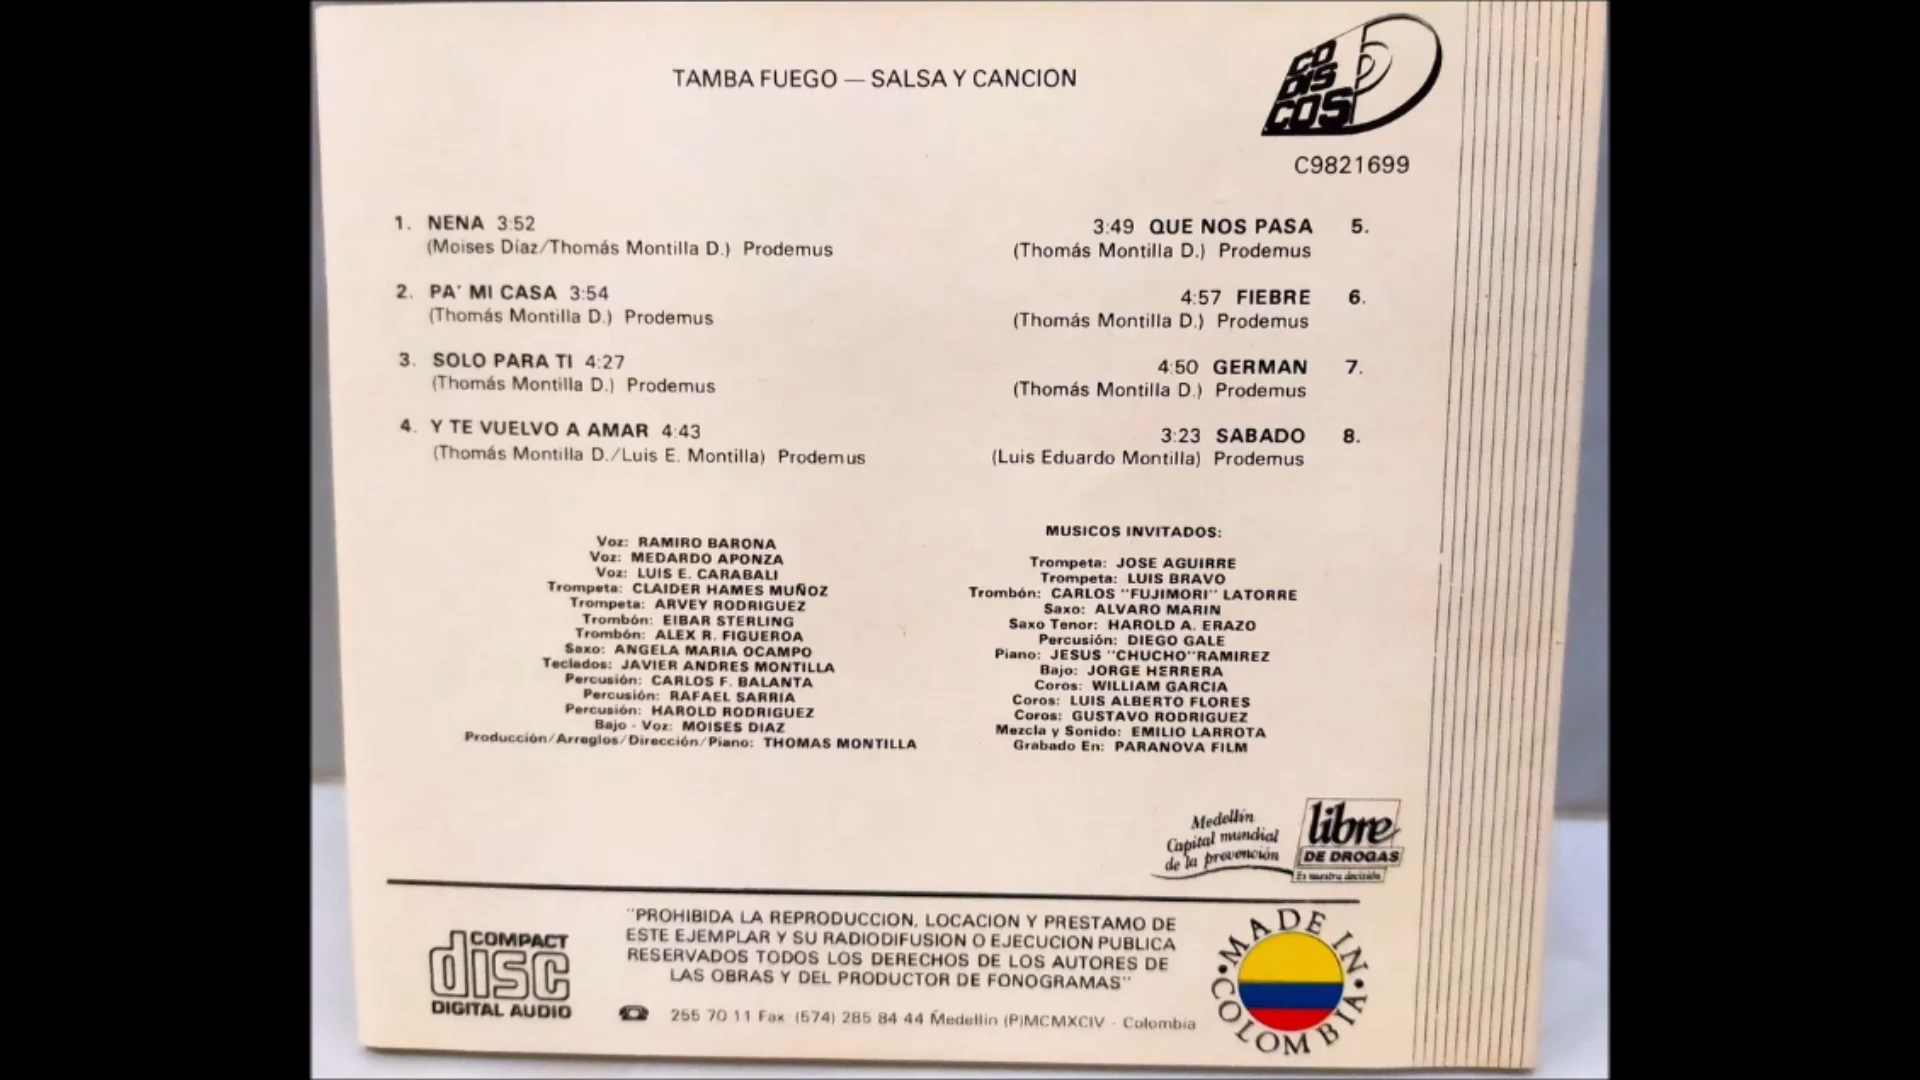 TAMBA FUEGO — SALSA Y CANCION
CO
DIS
COS
C9821699
1. NENA 3:52
(Moises Díaz/Thomás Montilla D.) Prodemus
2. PA' MI CASA 3:54
(Thomás Montilla D.) Prodemus
3. SOLO PARA TI 4:27
(Thomás Montilla D.) Prodemus
4. Y TE VUELVO A AMAR 4:43
(Thomás Montilla D./Luis E. Montilla) Prodemus
3:49 QUE NOS PASA 5.
(Thomás Montilla D.) Prodemus
4:57 FIEBRE 6.
(Thomás Montilla D.) Prodemus
4:50 GERMAN 7.
(Thomás Montilla D.) Prodemus
3:23 SABADO 8.
(Luis Eduardo Montilla) Prodemus
Voz: RAMIRO BARONA
Voz: MEDARDO APONZA
Voz: LUIS E. CARABALI
Trompeta: CLAIDER HAMES MUÑOZ
Trompeta: ARVEY RODRIGUEZ
Trombón: EIBAR STERLING
Trombón: ALEX R. FIGUEROA
Saxo: ANGELA MARIA OCAMPO
Teclados: JAVIER ANDRES MONTILLA
Percusión: CARLOS F. BALANTA
Percusión: RAFAEL SARRIA
Percusión: HAROLD RODRIGUEZ
Bajo - Voz: MOISES DIAZ
Producción/Arreglos/Dirección/Piano: THOMAS MONTILLA
MUSICOS INVITADOS:
Trompeta: JOSE AGUIRRE
Trompeta: LUIS BRAVO
Trombón: CARLOS "FUJIMORI" LATORRE
Saxo: ALVARO MARIN
Saxo Tenor: HAROLD A. ERAZO
Percusión: DIEGO GALE
Piano: JESUS "CHUCHO" RAMIREZ
Bajo: JORGE HERRERA
Coros: WILLIAM GARCIA
Coros: LUIS ALBERTO FLORES
Coros: GUSTAVO RODRIGUEZ
Mezcla y Sonido: EMILIO LARROTA
Grabado En: PARANOVA FILM
Medellín
Capital mundial
de la prevención
libre
DE DROGAS
Es nuestra decisión
COMPACT
disc
DIGITAL AUDIO
"PROHIBIDA LA REPRODUCCION, LOCACION Y PRESTAMO DE
ESTE EJEMPLAR Y SU RADIODIFUSION O EJECUCION PUBLICA
RESERVADOS TODOS LOS DERECHOS DE LOS AUTORES DE
LAS OBRAS Y DEL PRODUCTOR DE FONOGRAMAS"
☎ 255 70 11 Fax (574) 285 84 44 Medellín (P)MCMXCIV - Colombia
MADE IN
COLOMBIA